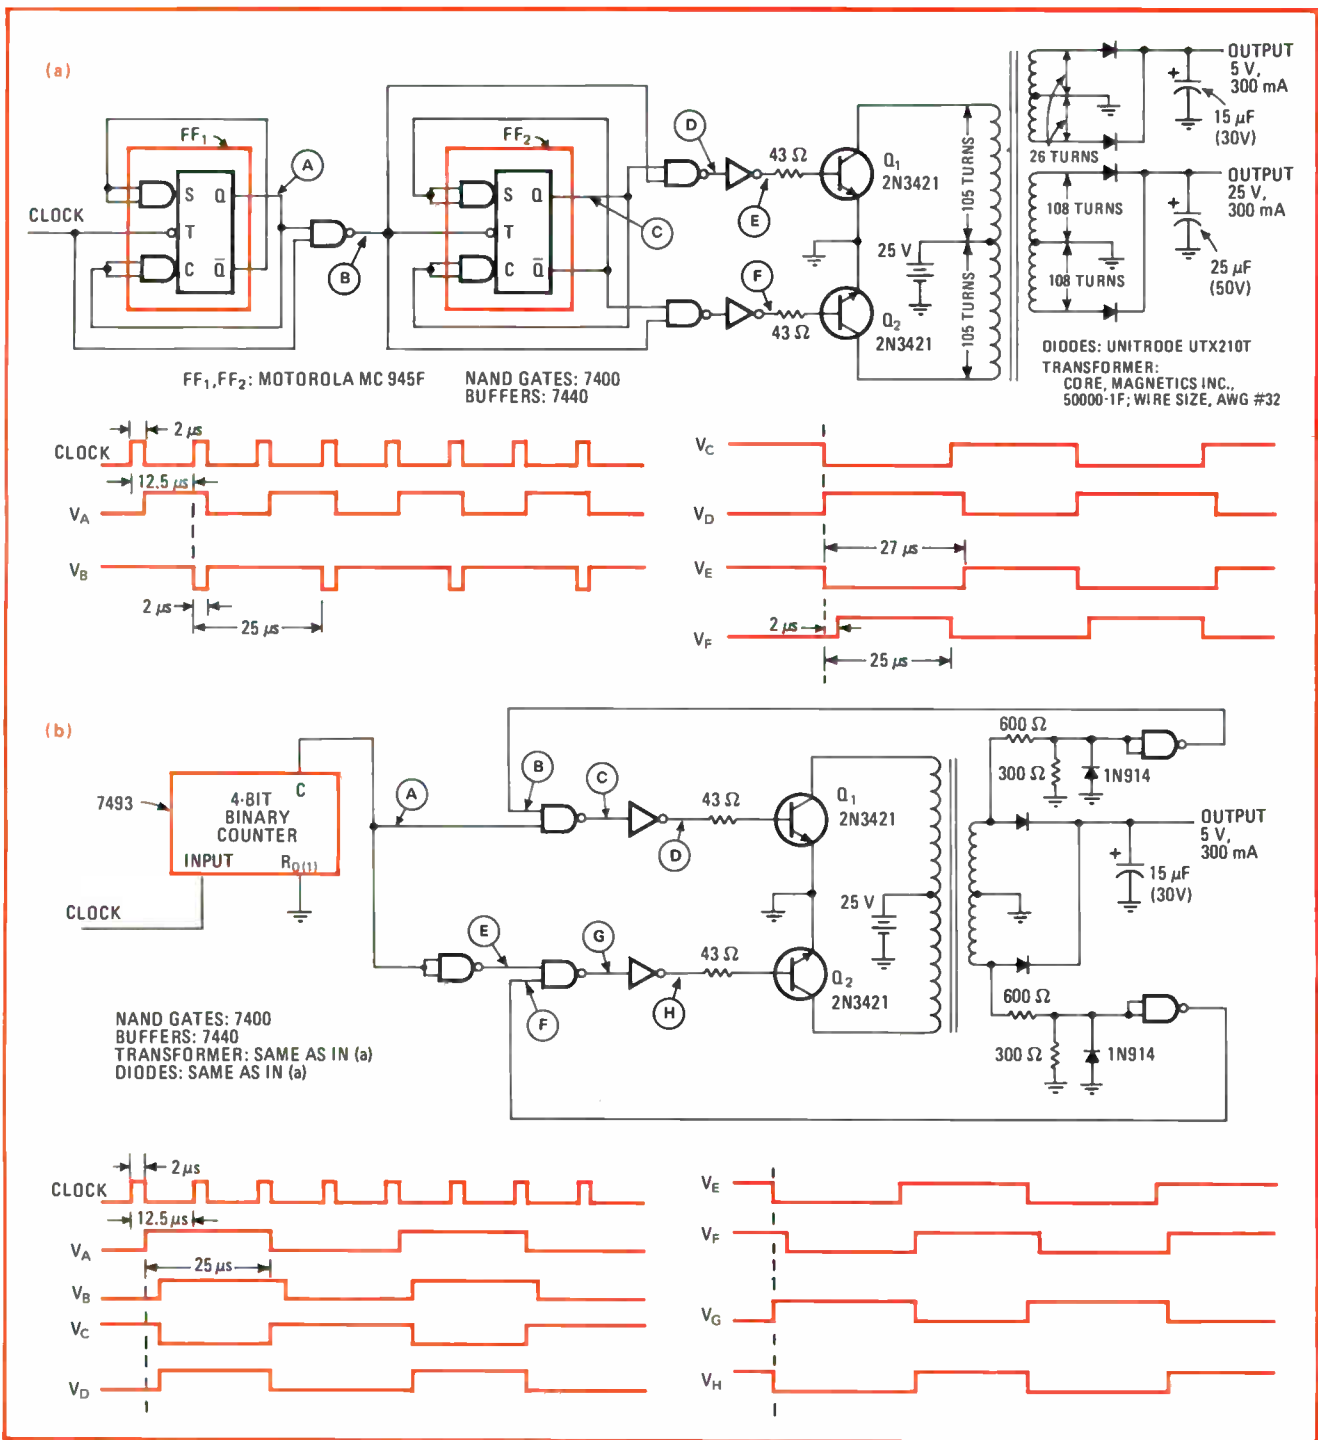 (a)
CLOCK
FF1
S Q
T
C Q̅
A
B
FF2
S Q
T
C Q̅
C
D
E
F
43 Ω
43 Ω
Q1
2N3421
Q2
2N3421
25 V
105 TURNS
105 TURNS
26 TURNS
108 TURNS
108 TURNS
OUTPUT
5 V,
300 mA
+
15 µF
(30V)
OUTPUT
25 V,
300 mA
+
25 µF
(50V)
FF1,FF2: MOTOROLA MC 945F
NAND GATES: 7400
BUFFERS: 7440
DIODES: UNITRODE UTX210T
TRANSFORMER:
CORE, MAGNETICS INC.,
50000-1F; WIRE SIZE, AWG #32
2 µs
CLOCK
12.5 µs
VA
VB
2 µs
25 µs
VC
VD
27 µs
VE
2 µs
VF
25 µs
(b)
7493
C
4-BIT
BINARY
COUNTER
INPUT R0(1)
CLOCK
A
B
C
D
E
F
G
H
43 Ω
43 Ω
Q1
2N3421
Q2
2N3421
25 V
600 Ω
300 Ω
1N914
OUTPUT
5 V,
300 mA
+
15 µF
(30V)
600 Ω
300 Ω
1N914
NAND GATES: 7400
BUFFERS: 7440
TRANSFORMER: SAME AS IN (a)
DIODES: SAME AS IN (a)
2 µs
CLOCK
12.5 µs
VA
25 µs
VB
VC
VD
VE
VF
VG
VH